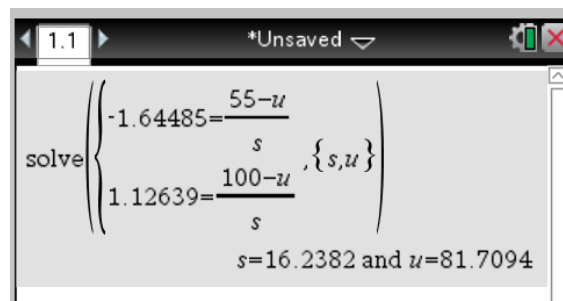 1.1 *Unsaved
-1.64485=55-u/s
solve({ ,{s,u})
1.12639=100-u/s
s=16.2382 and u=81.7094